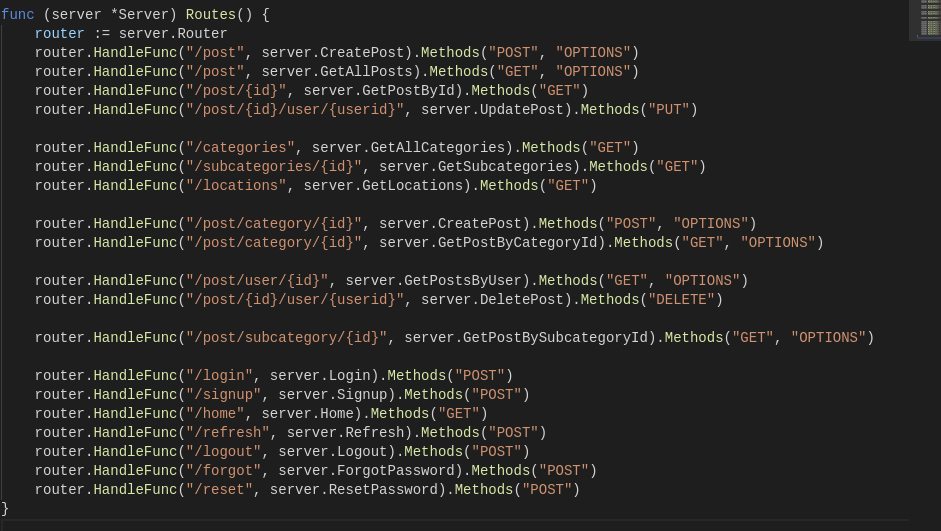 func (server *Server) Routes() {
    router := server.Router
    router.HandleFunc("/post", server.CreatePost).Methods("POST", "OPTIONS")
    router.HandleFunc("/post", server.GetAllPosts).Methods("GET", "OPTIONS")
    router.HandleFunc("/post/{id}", server.GetPostById).Methods("GET")
    router.HandleFunc("/post/{id}/user/{userid}", server.UpdatePost).Methods("PUT")

    router.HandleFunc("/categories", server.GetAllCategories).Methods("GET")
    router.HandleFunc("/subcategories/{id}", server.GetSubcategories).Methods("GET")
    router.HandleFunc("/locations", server.GetLocations).Methods("GET")

    router.HandleFunc("/post/category/{id}", server.CreatePost).Methods("POST", "OPTIONS")
    router.HandleFunc("/post/category/{id}", server.GetPostByCategoryId).Methods("GET", "OPTIONS")

    router.HandleFunc("/post/user/{id}", server.GetPostsByUser).Methods("GET", "OPTIONS")
    router.HandleFunc("/post/{id}/user/{userid}", server.DeletePost).Methods("DELETE")

    router.HandleFunc("/post/subcategory/{id}", server.GetPostBySubcategoryId).Methods("GET", "OPTIONS")

    router.HandleFunc("/login", server.Login).Methods("POST")
    router.HandleFunc("/signup", server.Signup).Methods("POST")
    router.HandleFunc("/home", server.Home).Methods("GET")
    router.HandleFunc("/refresh", server.Refresh).Methods("POST")
    router.HandleFunc("/logout", server.Logout).Methods("POST")
    router.HandleFunc("/forgot", server.ForgotPassword).Methods("POST")
    router.HandleFunc("/reset", server.ResetPassword).Methods("POST")
}